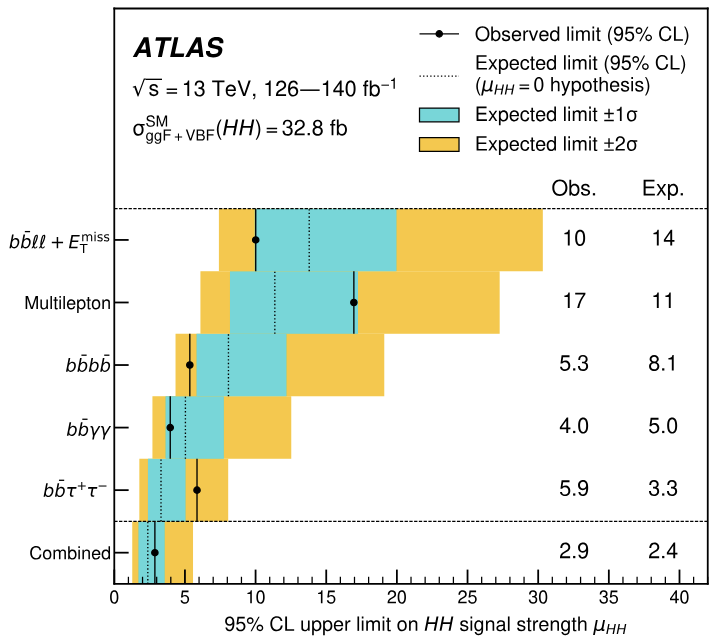 ATLAS
√s = 13 TeV, 126—140 fb⁻¹
σ^SM_ggF + VBF(HH) = 32.8 fb
Observed limit (95% CL)
Expected limit (95% CL)
(μ_HH = 0 hypothesis)
Expected limit ±1σ
Expected limit ±2σ
Obs. Exp.
bb̄ℓℓ + E_T^miss 10 14
Multilepton 17 11
bb̄bb̄ 5.3 8.1
bb̄γγ 4.0 5.0
bb̄τ⁺τ⁻ 5.9 3.3
Combined 2.9 2.4
0 5 10 15 20 25 30 35 40
95% CL upper limit on HH signal strength μ_HH